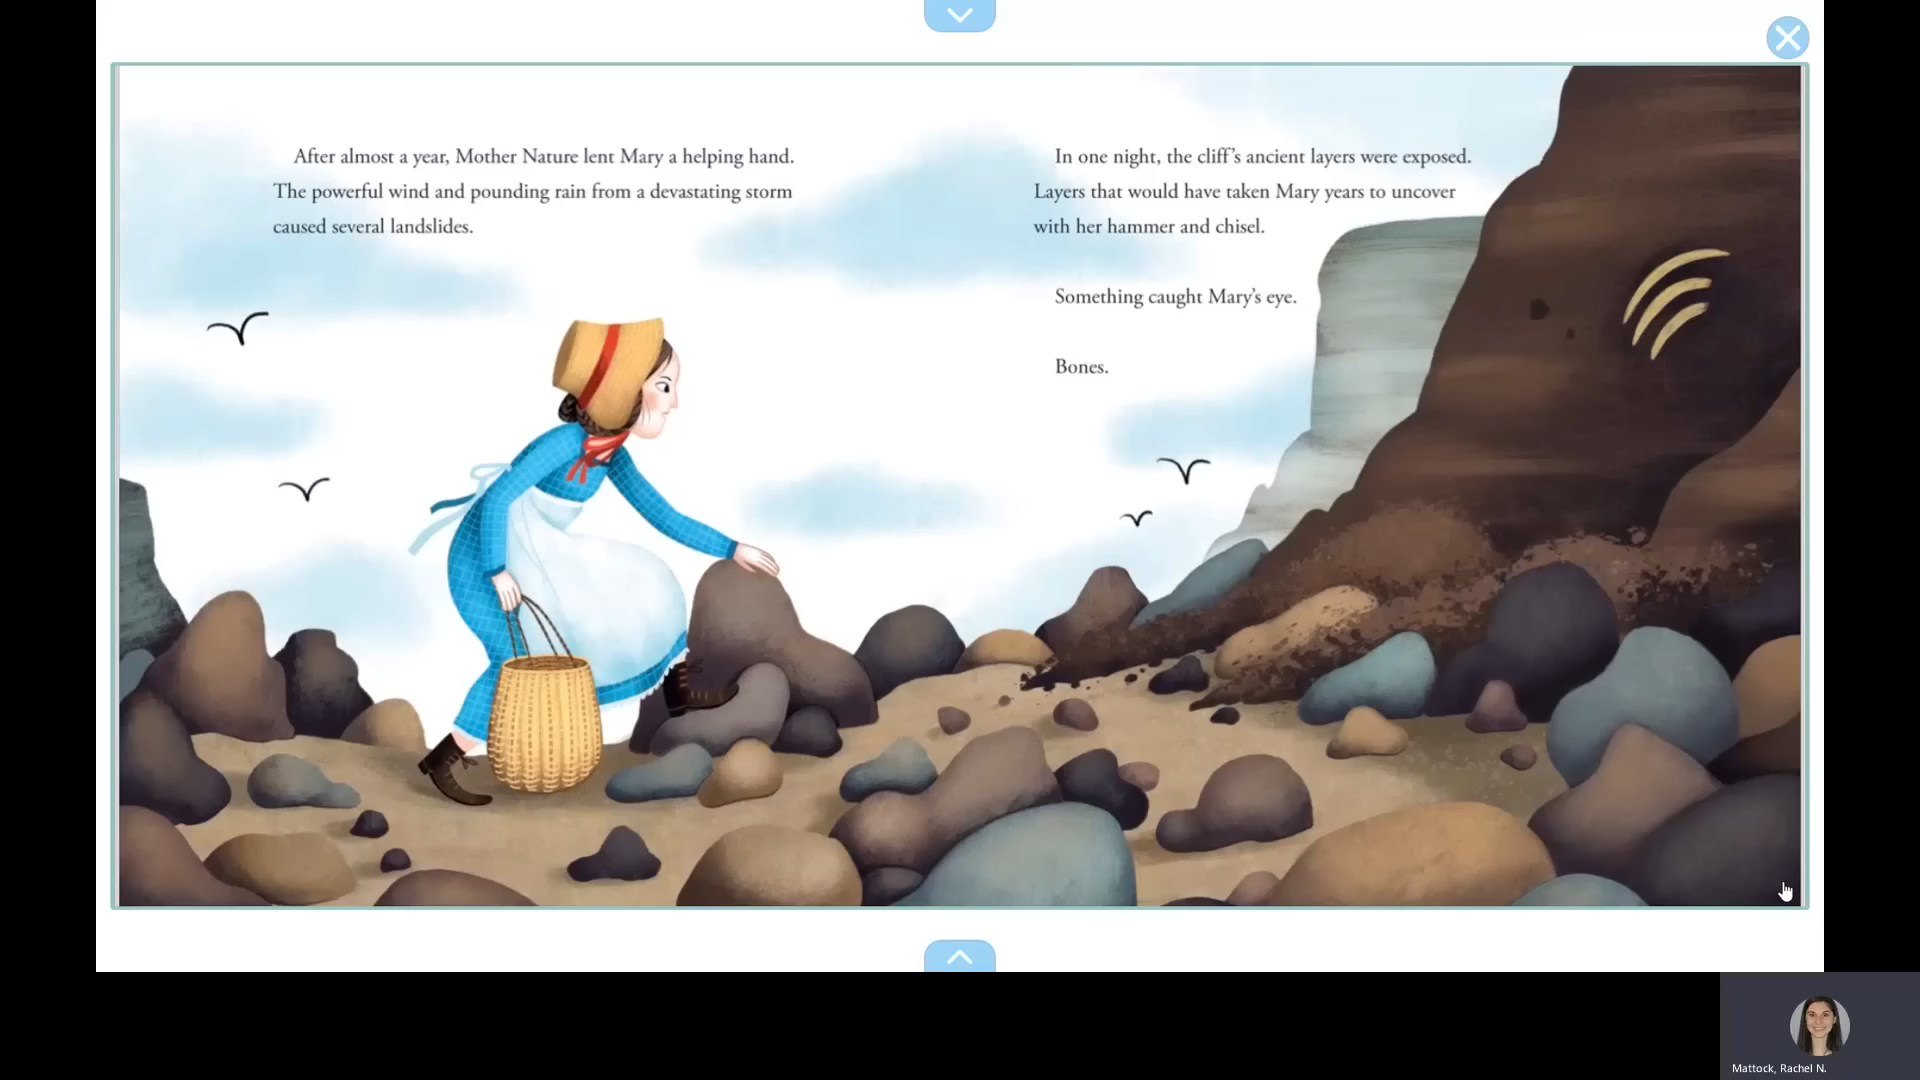 After almost a year, Mother Nature lent Mary a helping hand.
The powerful wind and pounding rain from a devastating storm
caused several landslides.
In one night, the cliff’s ancient layers were exposed.
Layers that would have taken Mary years to uncover
with her hammer and chisel.
Something caught Mary’s eye.
Bones.
Mattock, Rachel N.